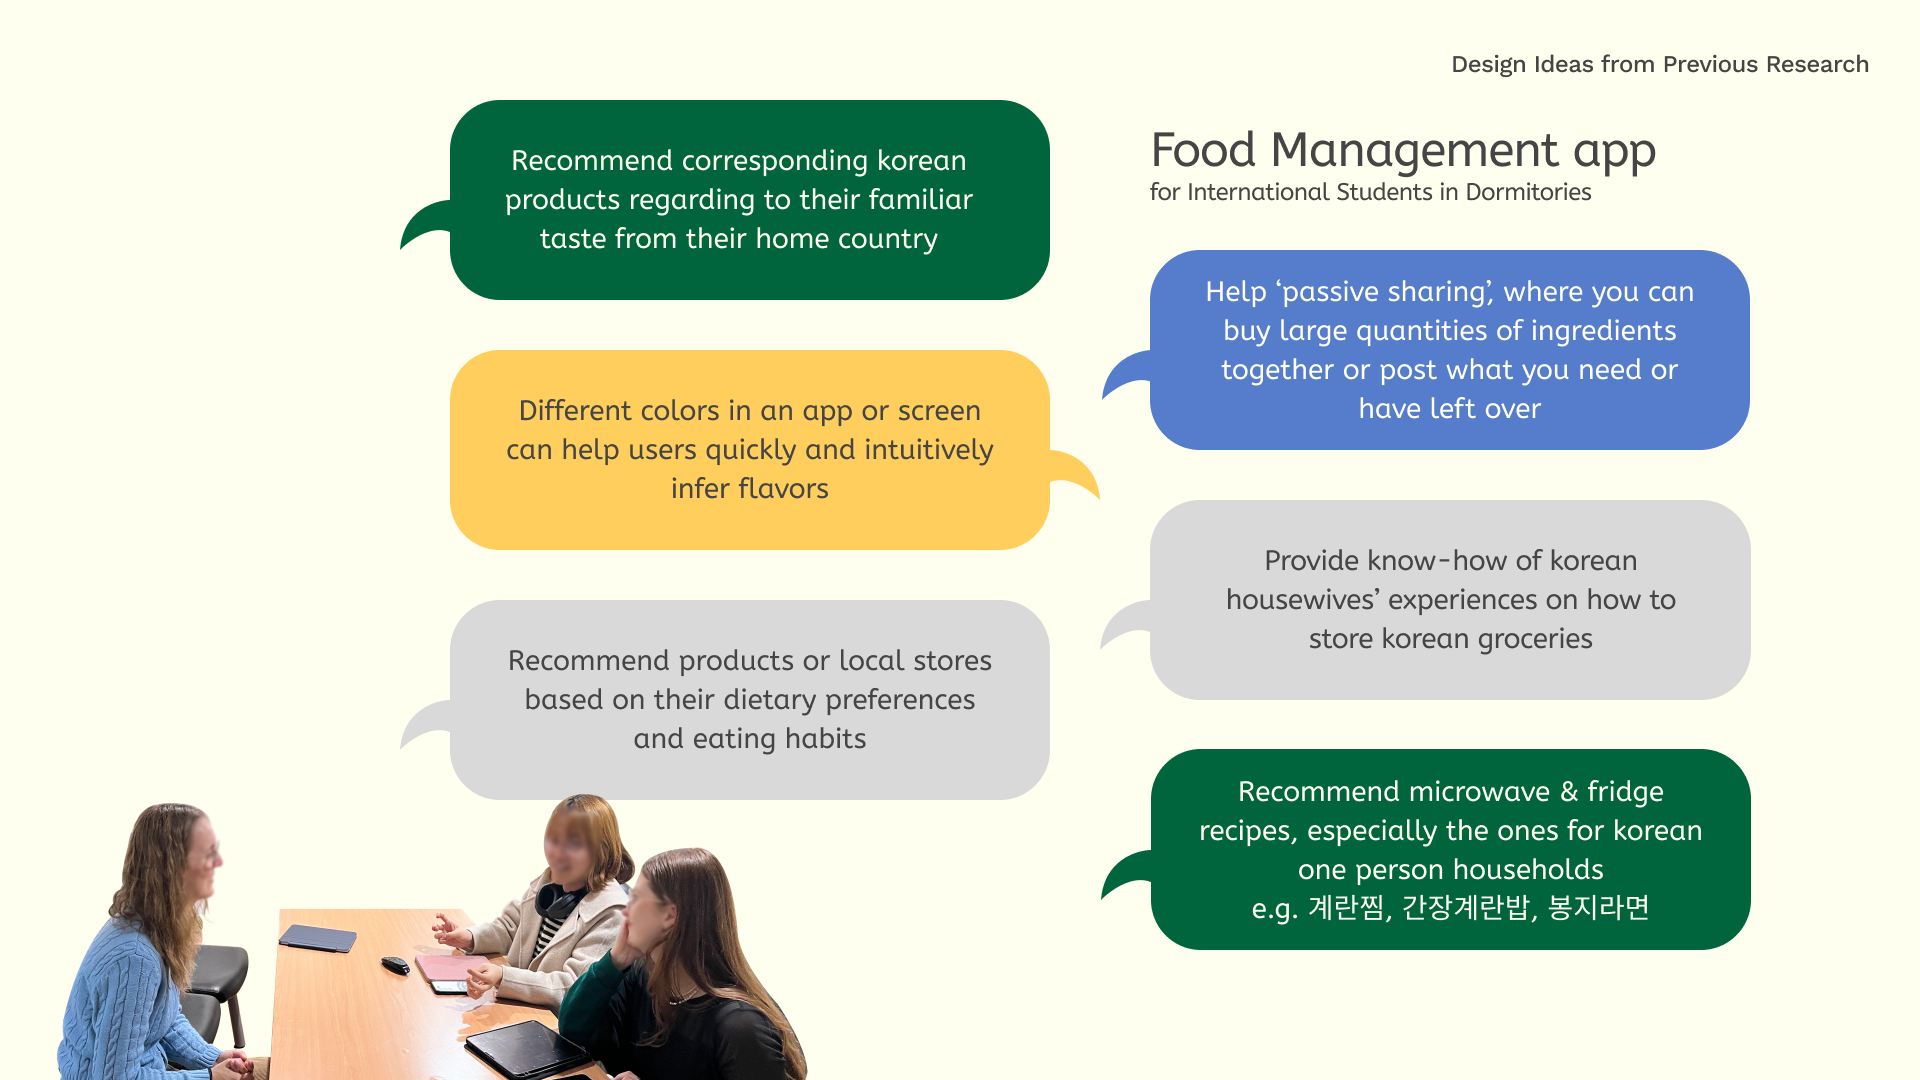 Design Ideas from Previous Research
Food Management app
for International Students in Dormitories
Recommend corresponding korean
products regarding to their familiar
taste from their home country
Different colors in an app or screen
can help users quickly and intuitively
infer flavors
Recommend products or local stores
based on their dietary preferences
and eating habits
Help ‘passive sharing’, where you can
buy large quantities of ingredients
together or post what you need or
have left over
Provide know-how of korean
housewives’ experiences on how to
store korean groceries
Recommend microwave & fridge
recipes, especially the ones for korean
one person households
e.g. 계란찜, 간장계란밥, 봉지라면